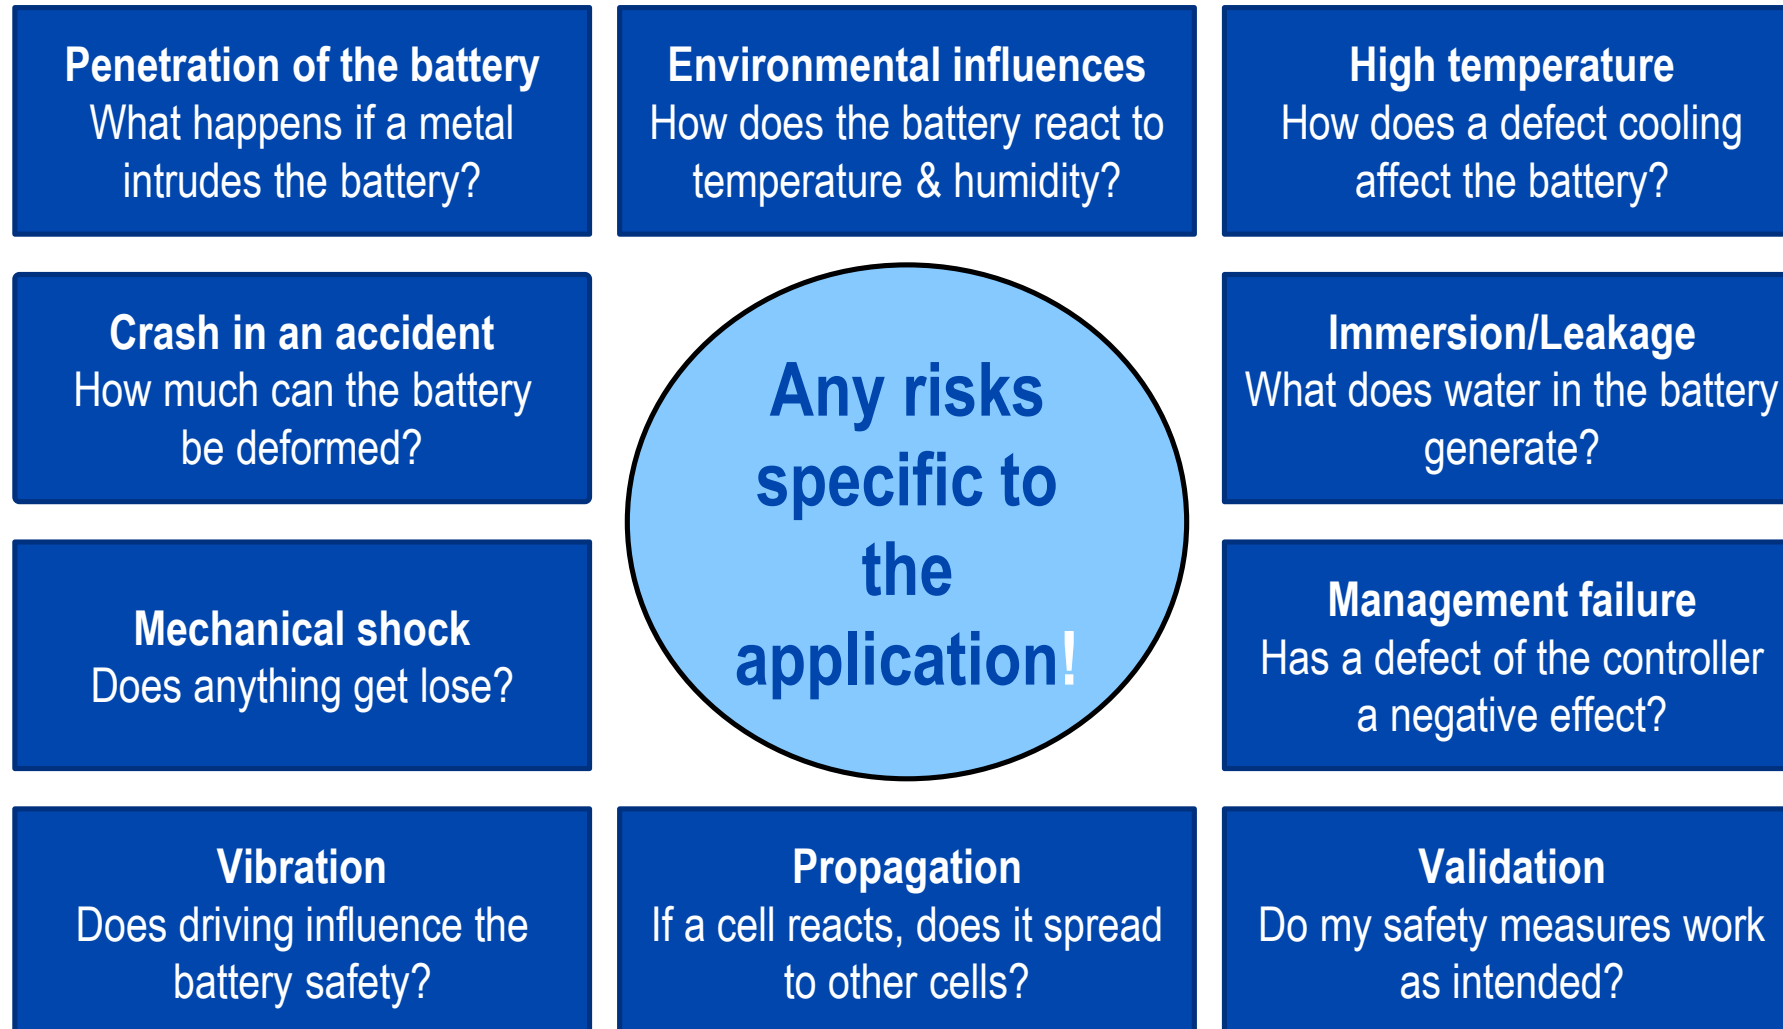 Penetration of the battery
What happens if a metal
intrudes the battery?
Environmental influences
How does the battery react to
temperature & humidity?
High temperature
How does a defect cooling
affect the battery?
Crash in an accident
How much can the battery
be deformed?
Any risks
specific to
the
application!
Immersion/Leakage
What does water in the battery
generate?
Mechanical shock
Does anything get lose?
Management failure
Has a defect of the controller
a negative effect?
Vibration
Does driving influence the
battery safety?
Propagation
If a cell reacts, does it spread
to other cells?
Validation
Do my safety measures work
as intended?